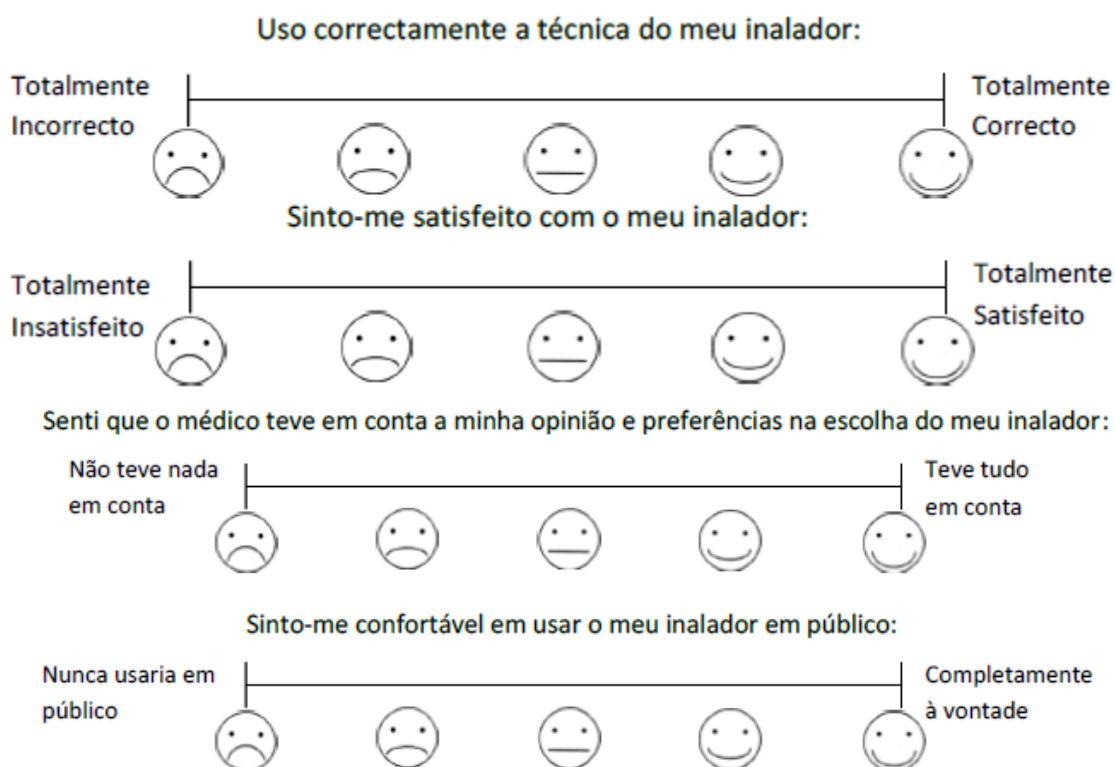 Uso correctamente a técnica do meu inalador:
Totalmente
Incorrecto
Totalmente
Correcto
Sinto-me satisfeito com o meu inalador:
Totalmente
Insatisfeito
Totalmente
Satisfeito
Senti que o médico teve em conta a minha opinião e preferências na escolha do meu inalador:
Não teve nada
em conta
Teve tudo
em conta
Sinto-me confortável em usar o meu inalador em público:
Nunca usaria em
público
Completamente
à vontade